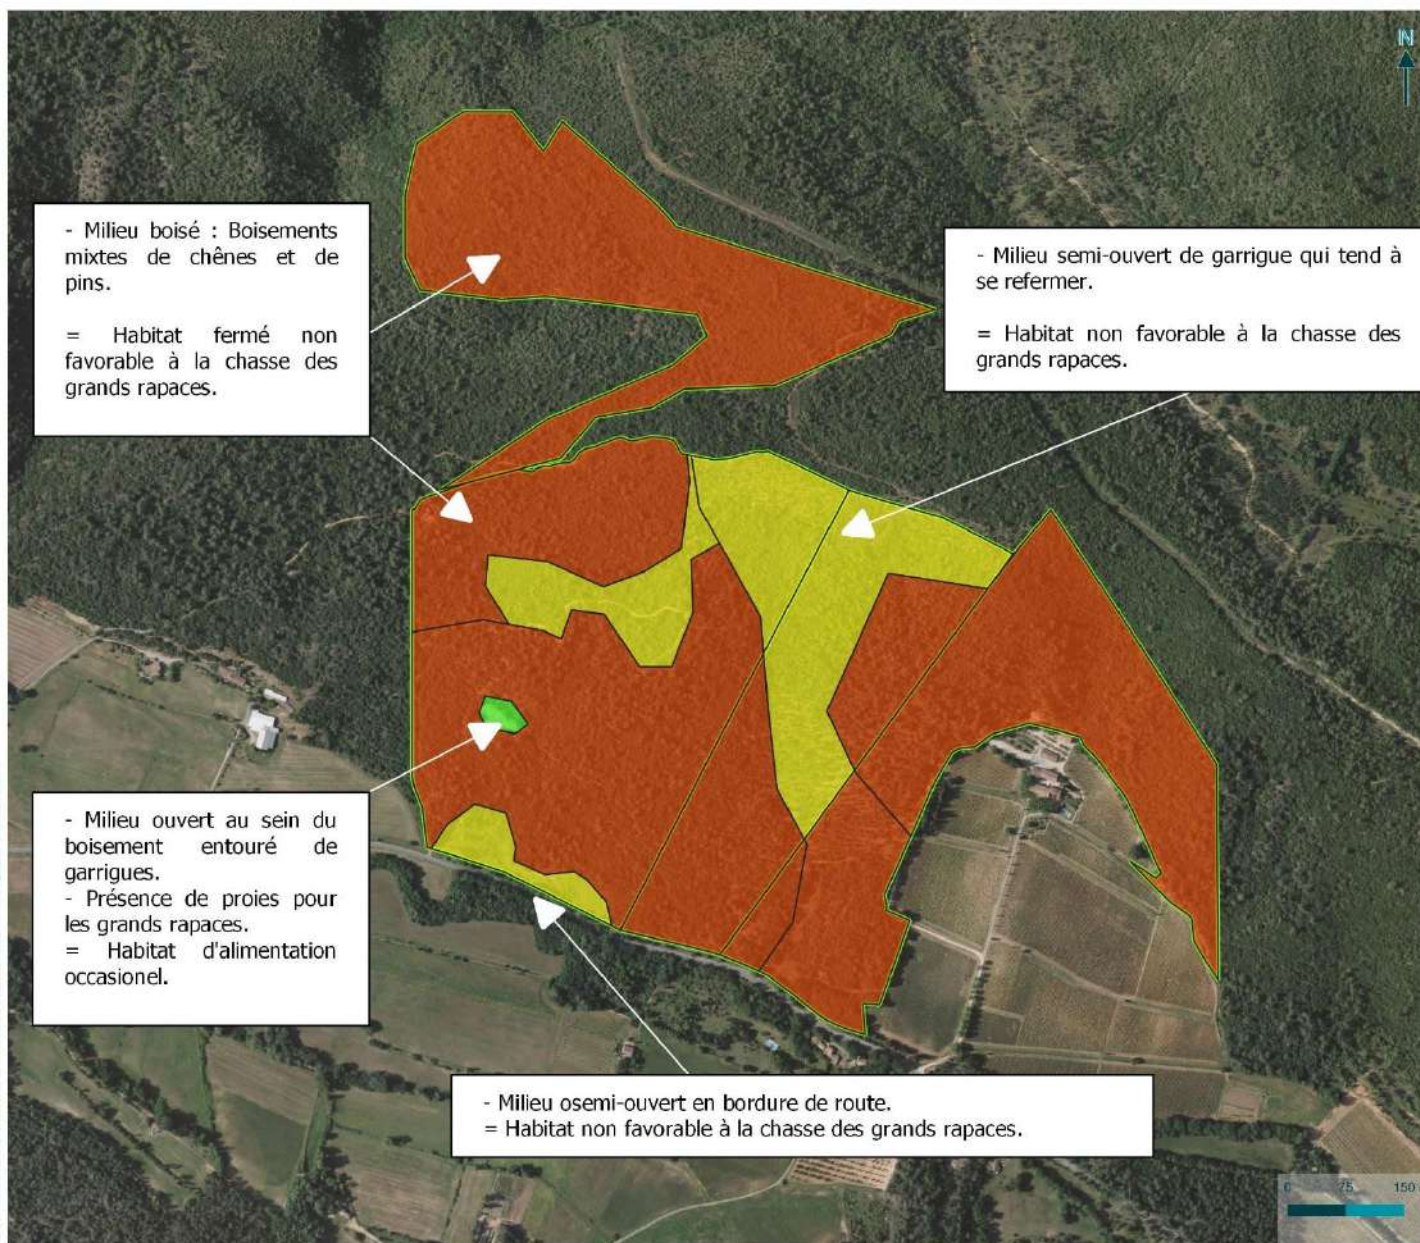 N
- Milieu boisé : Boisements
mixtes de chênes et de
pins.
= Habitat fermé non
favorable à la chasse des
grands rapaces.
- Milieu semi-ouvert de garrigue qui tend à
se refermer.
= Habitat non favorable à la chasse des
grands rapaces.
- Milieu ouvert au sein du
boisement entouré de
garrigues.
- Présence de proies pour
les grands rapaces.
= Habitat d'alimentation
occasionel.
- Milieu osemi-ouvert en bordure de route.
= Habitat non favorable à la chasse des grands rapaces.
0 75 150